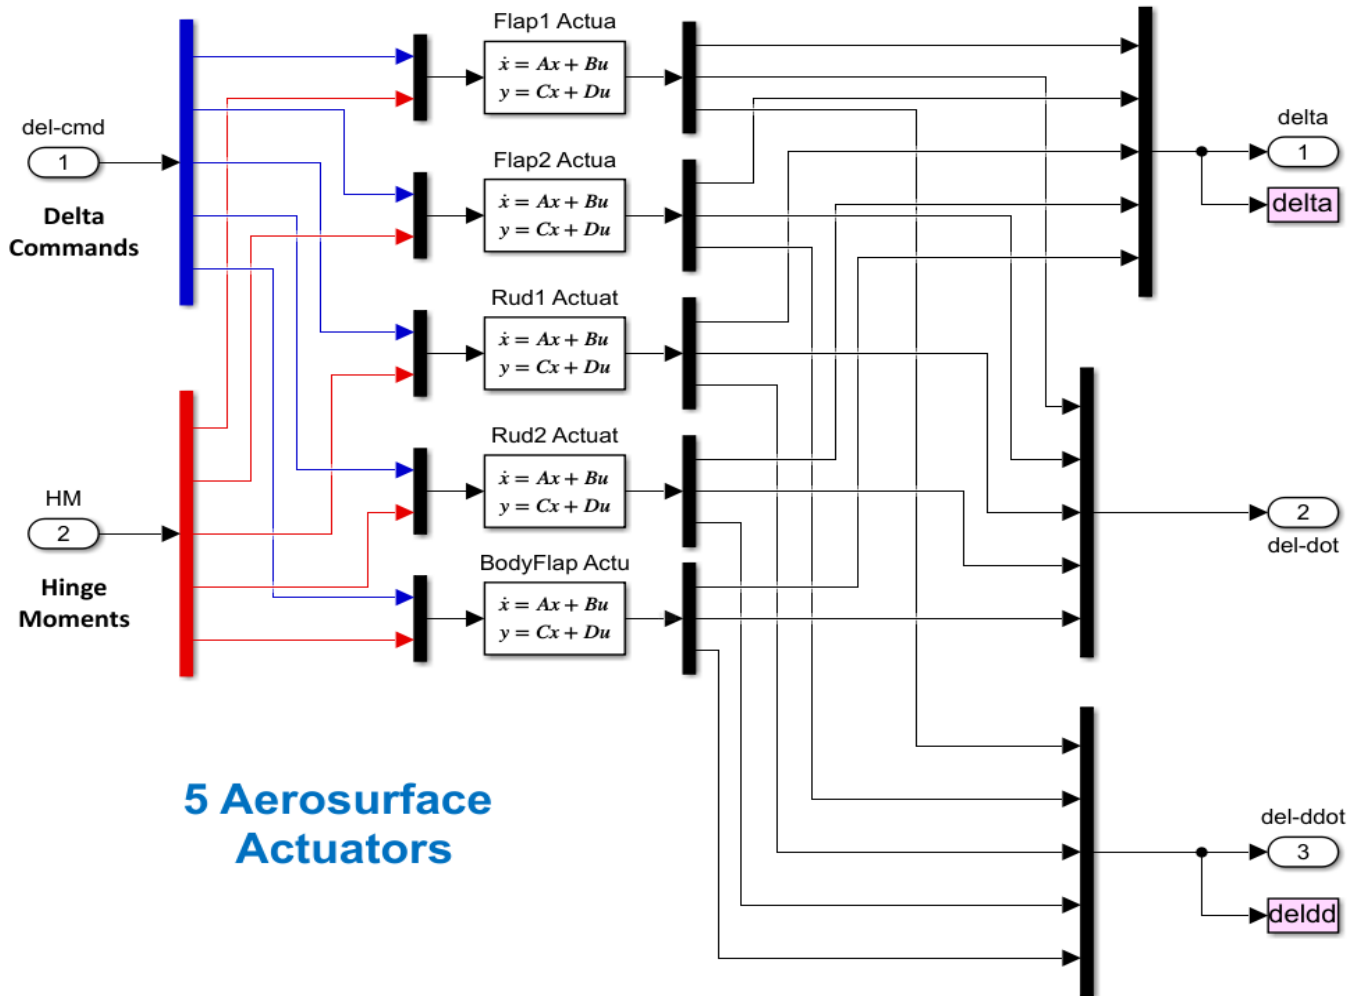 Flap1 Actua
ẋ = Ax + Bu
y = Cx + Du
del-cmd
1
Delta
Commands
Flap2 Actua
ẋ = Ax + Bu
y = Cx + Du
delta
1
delta
Rud1 Actuat
ẋ = Ax + Bu
y = Cx + Du
Rud2 Actuat
ẋ = Ax + Bu
y = Cx + Du
HM
2
Hinge
Moments
2
del-dot
BodyFlap Actu
ẋ = Ax + Bu
y = Cx + Du
5 Aerosurface
Actuators
del-ddot
3
deldd